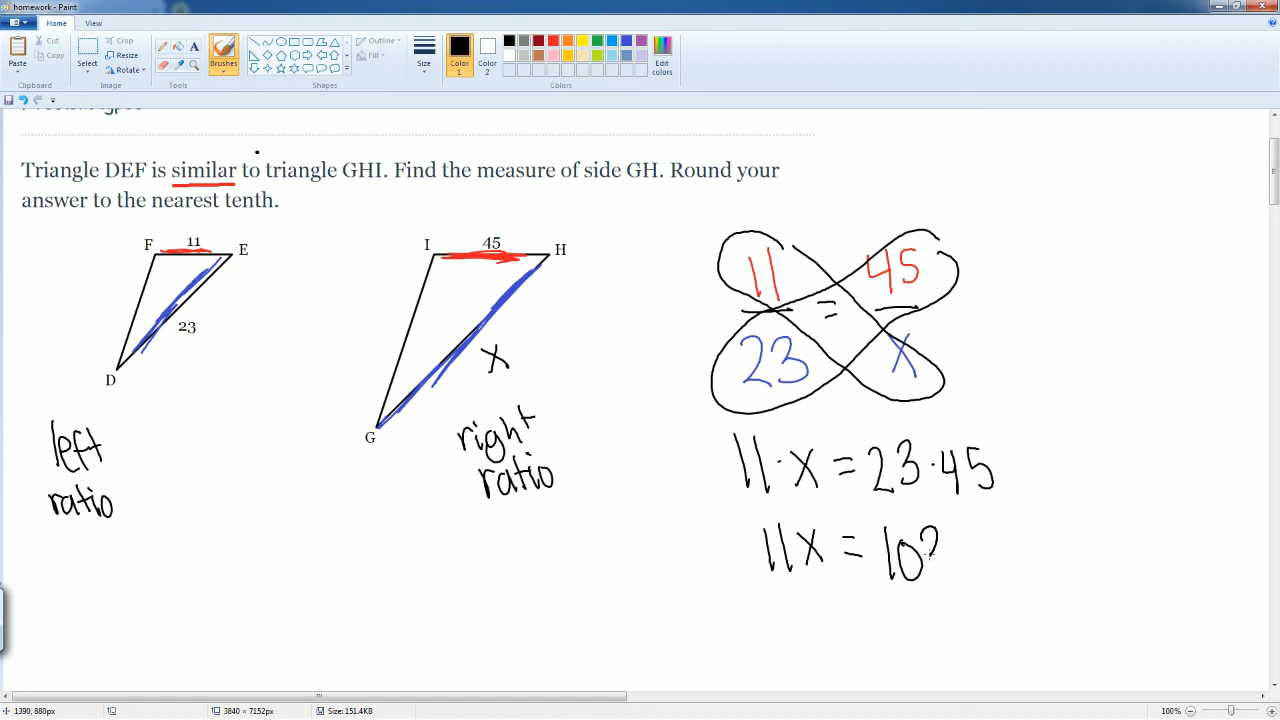 homework - Paint
Home View
Paste Cut Copy Clipboard
Select Crop Resize Rotate Image
Tools
Brushes
Outline Fill Shapes
Size
Color 1 Color 2 Edit colors Colors
Triangle DEF is similar to triangle GHI. Find the measure of side GH. Round your
answer to the nearest tenth.
F 11 E
23
D
I 45 H
x
G
left
ratio
right
ratio
11 = 45
23 x
11 · x = 23 · 45
11x = 10
1390, 880px
3840 × 7152px
Size: 151.4KB
100%